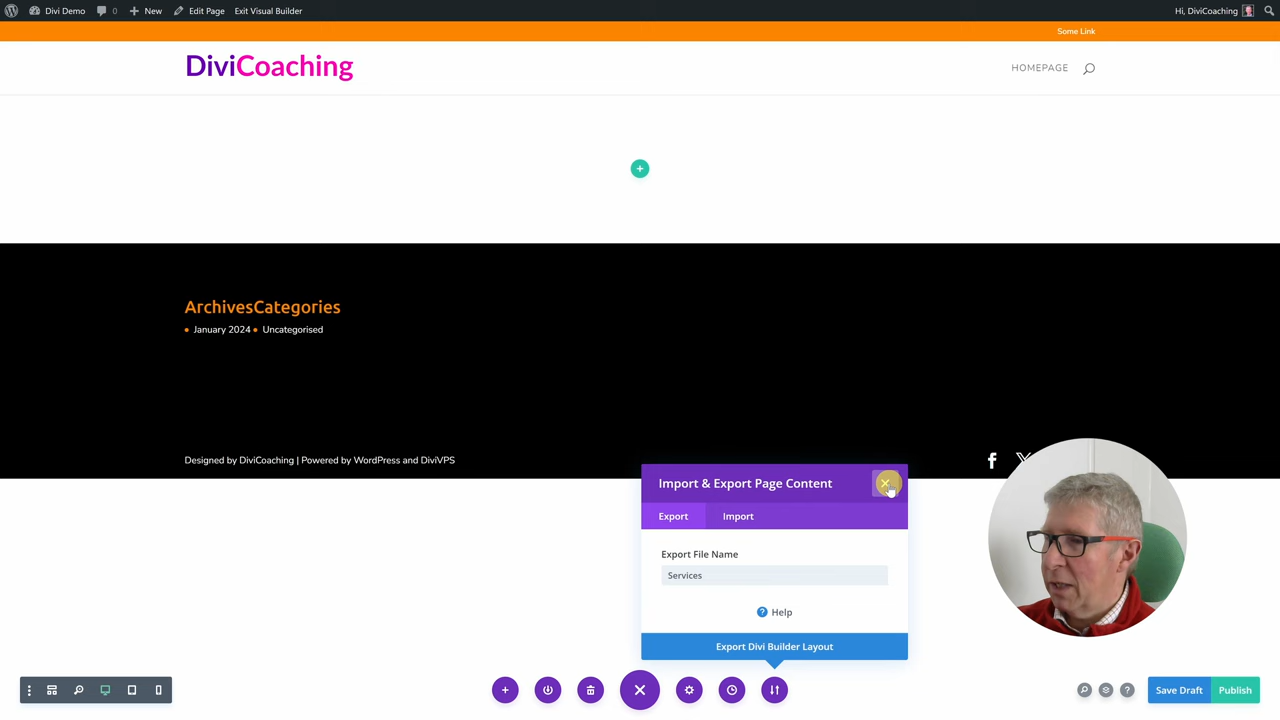 Divi Demo 0 New Edit Page Exit Visual Builder Hi, DiviCoaching
Some Link
DiviCoaching
HOMEPAGE
ArchivesCategories
January 2024 Uncategorised
Designed by DiviCoaching | Powered by WordPress and DiviVPS
Import & Export Page Content
Export Import
Export File Name
Services
? Help
Export Divi Builder Layout
Save Draft Publish